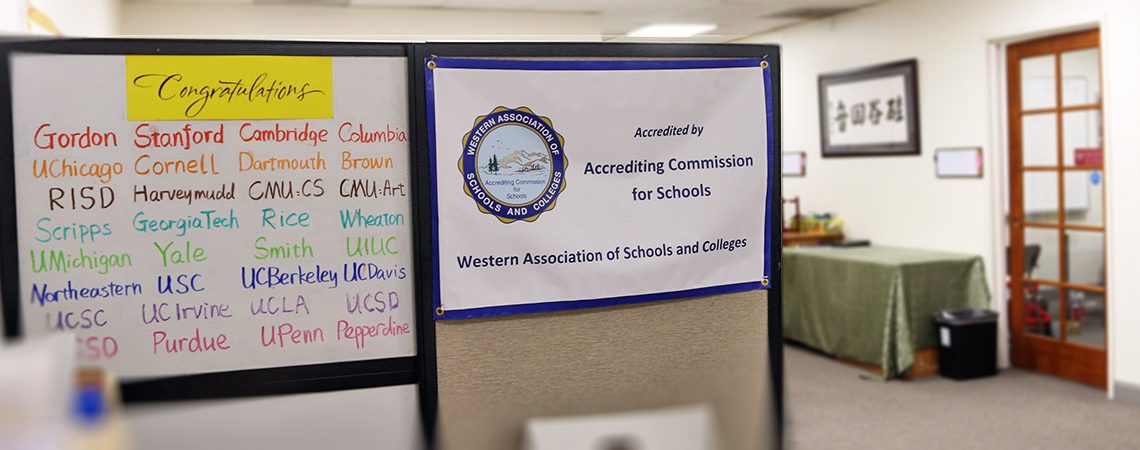 Congratulations
Gordon Stanford Cambridge Columbia
UChicago Cornell Dartmouth Brown
RISD Harveymudd CMU:CS CMU:Art
Scripps GeorgiaTech Rice Wheaton
UMichigan Yale Smith UIUC
Northeastern USC UCBerkeley UCDavis
UCSC UCIrvine UCLA UCSD
Purdue UPenn Pepperdine
WESTERN ASSOCIATION OF
SCHOOLS AND COLLEGES
Accrediting Commission
for
Schools
Accredited by
Accrediting Commission
for Schools
Western Association of Schools and Colleges